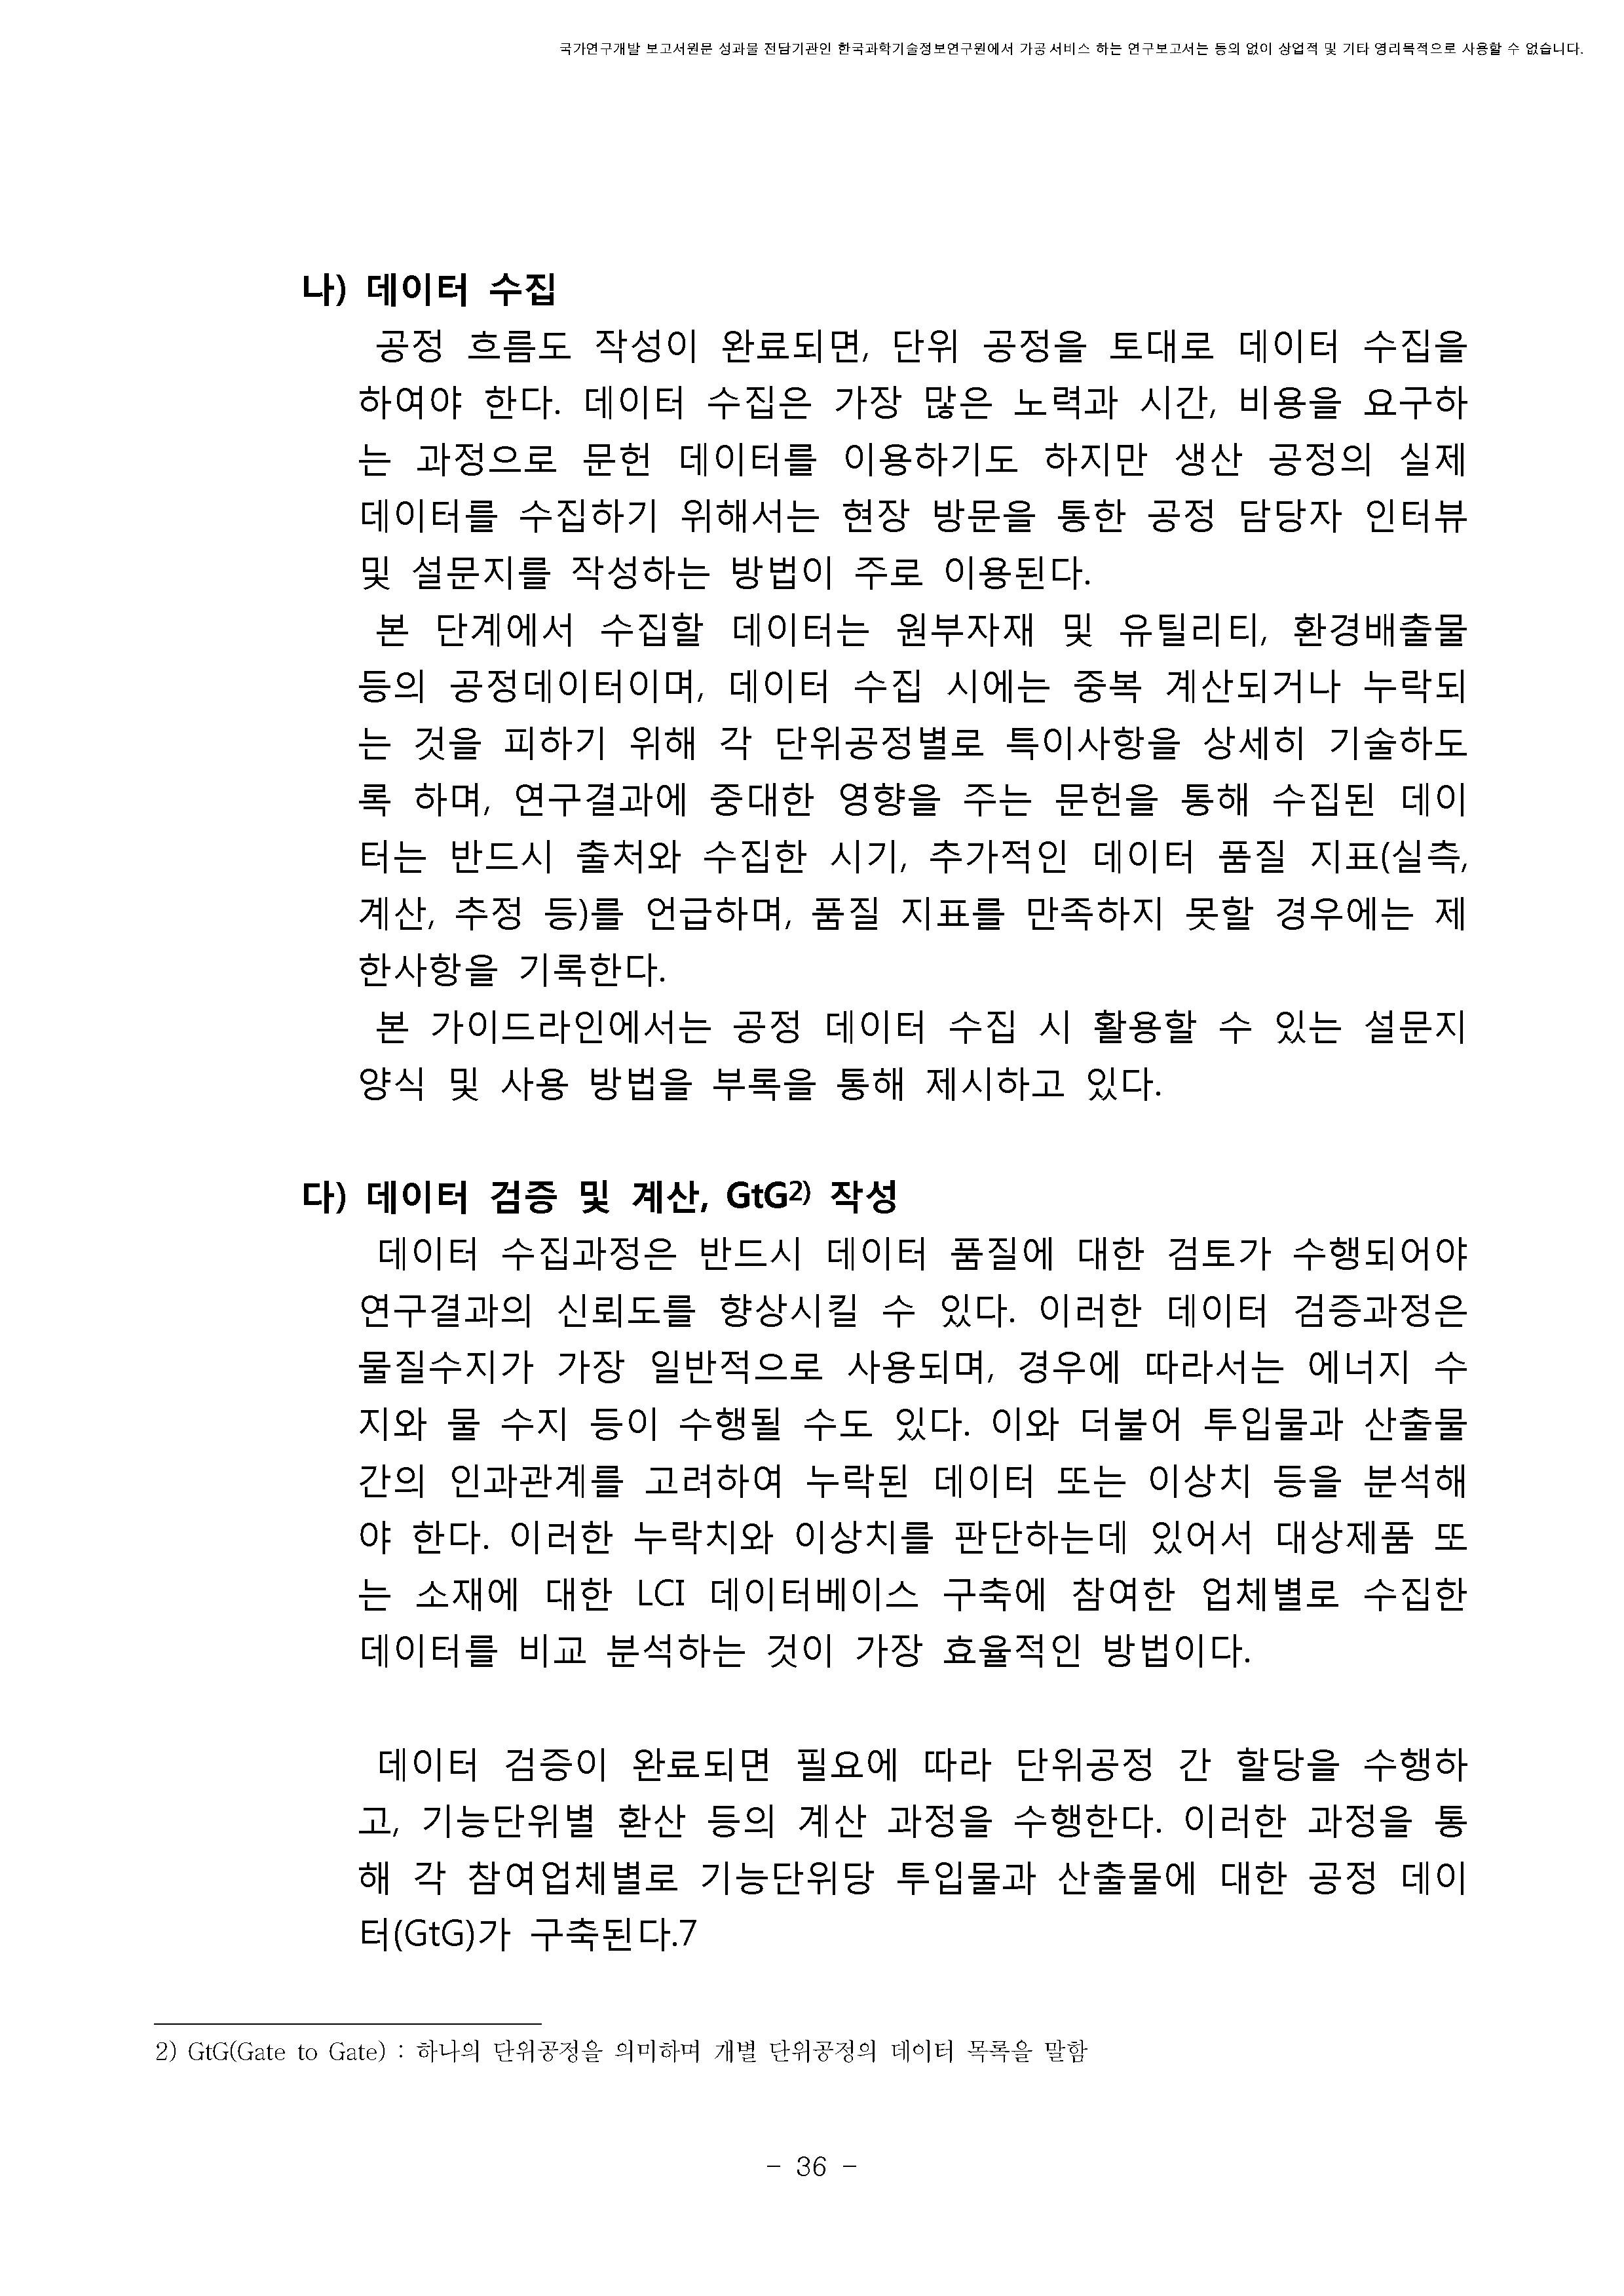 국가연구개발 보고서원문 성과물 전담기관인 한국과학기술정보연구원에서 가공·서비스 하는 연구보고서는 동의 없이 상업적 및 기타 영리목적으로 사용할 수 없습니다.
나) 데이터 수집
공정 흐름도 작성이 완료되면, 단위 공정을 토대로 데이터 수집을
하여야 한다. 데이터 수집은 가장 많은 노력과 시간, 비용을 요구하
는 과정으로 문헌 데이터를 이용하기도 하지만 생산 공정의 실제
데이터를 수집하기 위해서는 현장 방문을 통한 공정 담당자 인터뷰
및 설문지를 작성하는 방법이 주로 이용된다.
본 단계에서 수집할 데이터는 원부자재 및 유틸리티, 환경배출물
등의 공정데이터이며, 데이터 수집 시에는 중복 계산되거나 누락되
는 것을 피하기 위해 각 단위공정별로 특이사항을 상세히 기술하도
록 하며, 연구결과에 중대한 영향을 주는 문헌을 통해 수집된 데이
터는 반드시 출처와 수집한 시기, 추가적인 데이터 품질 지표(실측,
계산, 추정 등)를 언급하며, 품질 지표를 만족하지 못할 경우에는 제
한사항을 기록한다.
본 가이드라인에서는 공정 데이터 수집 시 활용할 수 있는 설문지
양식 및 사용 방법을 부록을 통해 제시하고 있다.
다) 데이터 검증 및 계산, GtG2) 작성
데이터 수집과정은 반드시 데이터 품질에 대한 검토가 수행되어야
연구결과의 신뢰도를 향상시킬 수 있다. 이러한 데이터 검증과정은
물질수지가 가장 일반적으로 사용되며, 경우에 따라서는 에너지 수
지와 물 수지 등이 수행될 수도 있다. 이와 더불어 투입물과 산출물
간의 인과관계를 고려하여 누락된 데이터 또는 이상치 등을 분석해
야 한다. 이러한 누락치와 이상치를 판단하는데 있어서 대상제품 또
는 소재에 대한 LCI 데이터베이스 구축에 참여한 업체별로 수집한
데이터를 비교 분석하는 것이 가장 효율적인 방법이다.
데이터 검증이 완료되면 필요에 따라 단위공정 간 할당을 수행하
고, 기능단위별 환산 등의 계산 과정을 수행한다. 이러한 과정을 통
해 각 참여업체별로 기능단위당 투입물과 산출물에 대한 공정 데이
터(GtG)가 구축된다.7
2) GtG(Gate to Gate) : 하나의 단위공정을 의미하며 개별 단위공정의 데이터 목록을 말함
- 36 -